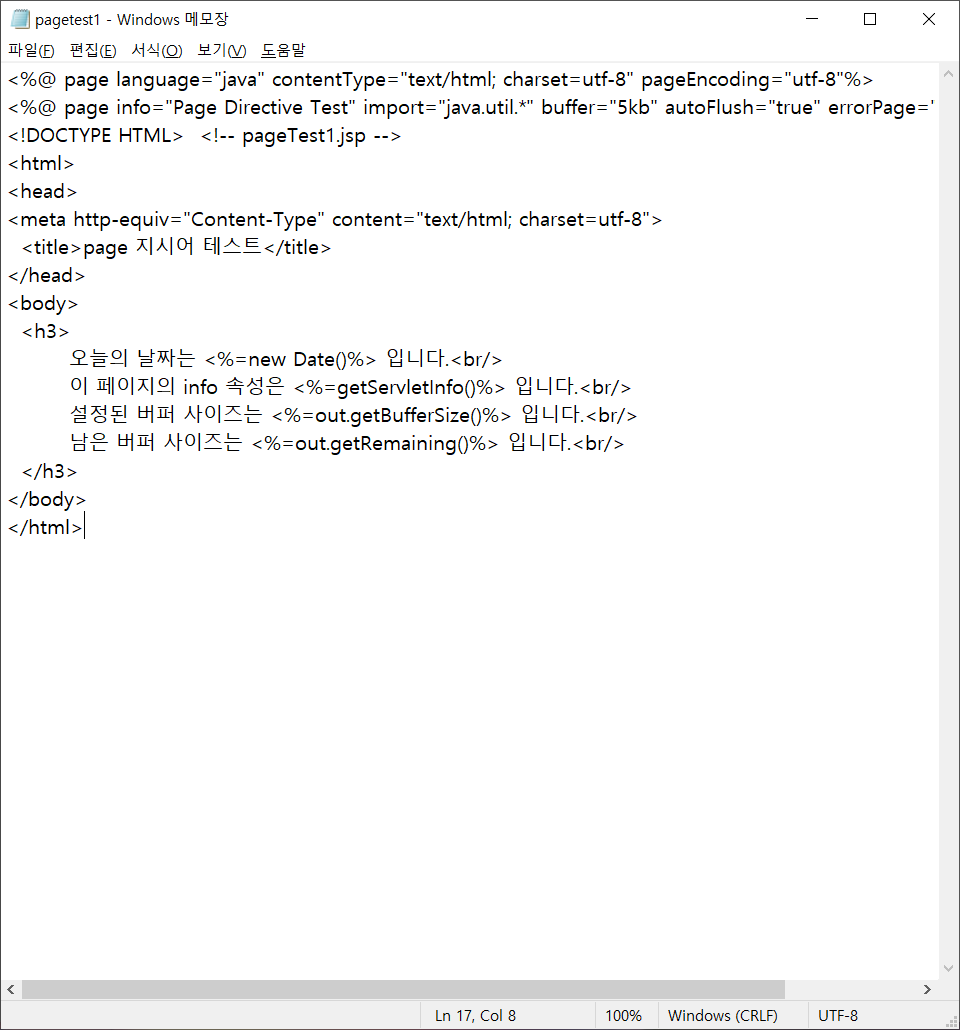 pagetest1 - Windows 메모장
파일(F) 편집(E) 서식(O) 보기(V) 도움말
<%@ page language="java" contentType="text/html; charset=utf-8" pageEncoding="utf-8"%>
<%@ page info="Page Directive Test" import="java.util.*" buffer="5kb" autoFlush="true" errorPage='
<!DOCTYPE HTML>  <!-- pageTest1.jsp -->
<html>
<head>
<meta http-equiv="Content-Type" content="text/html; charset=utf-8">
  <title>page 지시어 테스트</title>
</head>
<body>
  <h3>
        오늘의 날짜는 <%=new Date()%> 입니다.<br/>
        이 페이지의 info 속성은 <%=getServletInfo()%> 입니다.<br/>
        설정된 버퍼 사이즈는 <%=out.getBufferSize()%> 입니다.<br/>
        남은 버퍼 사이즈는 <%=out.getRemaining()%> 입니다.<br/>
  </h3>
</body>
</html>
Ln 17, Col 8 100% Windows (CRLF) UTF-8